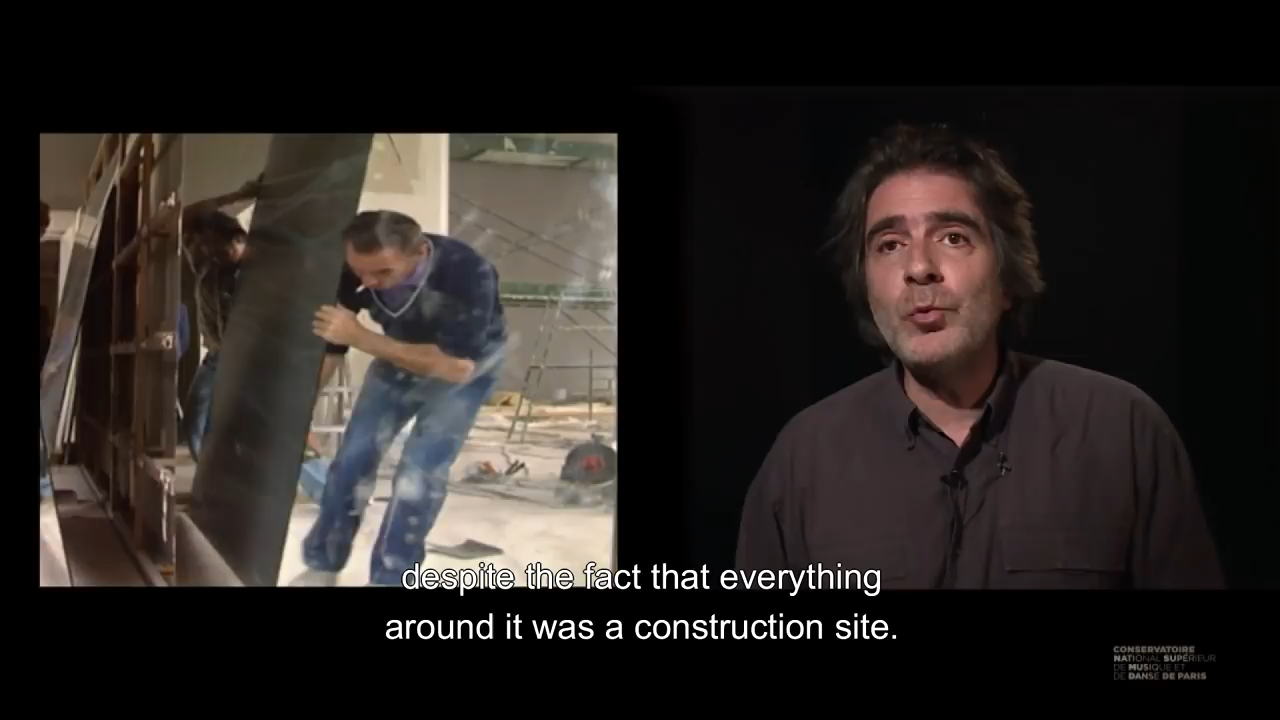 despite the fact that everything
around it was a construction site.
CONSERVATOIRE
NATIONAL SUPÉRIEUR
DE MUSIQUE ET
DE DANSE DE PARIS